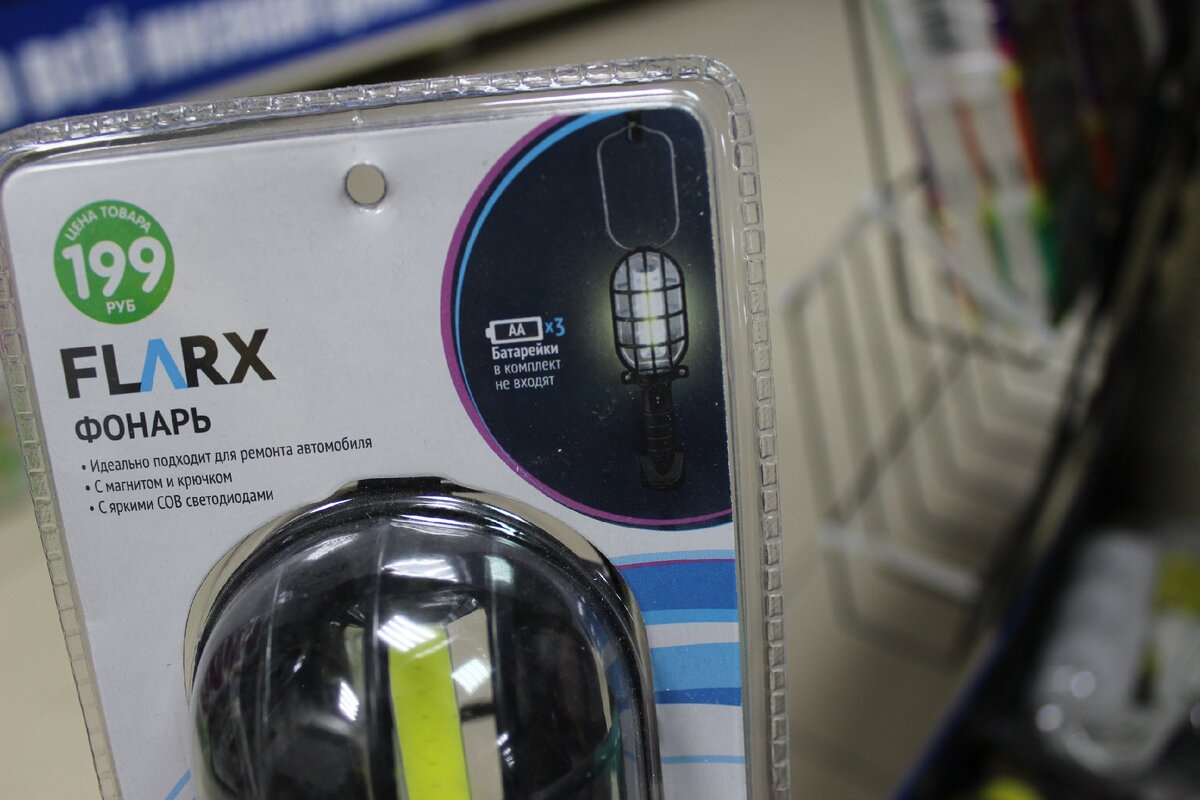 ЦЕНА ТОВАРА
199
РУБ
FLARX
ФОНАРЬ
• Идеально подходит для ремонта автомобиля
• С магнитом и крючком
• С яркими COB светодиодами
AA x3
Батарейки
в комплект
не входят